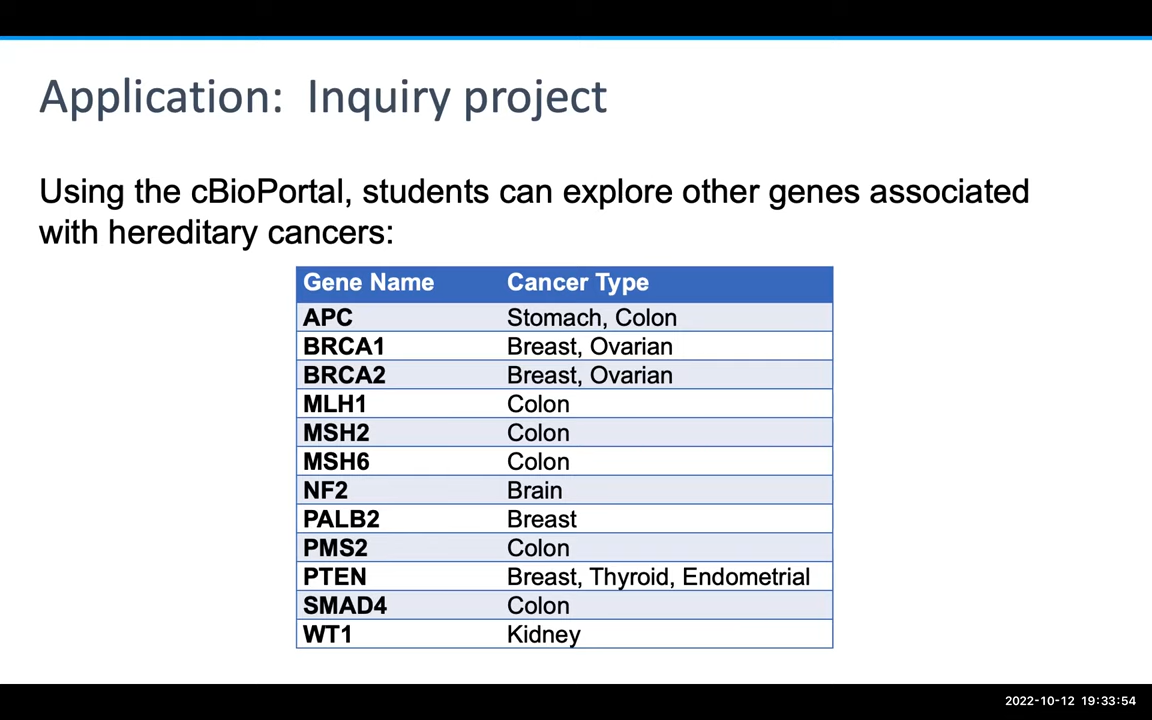 Application: Inquiry project
Using the cBioPortal, students can explore other genes associated
with hereditary cancers:
Gene Name Cancer Type
APC Stomach, Colon
BRCA1 Breast, Ovarian
BRCA2 Breast, Ovarian
MLH1 Colon
MSH2 Colon
MSH6 Colon
NF2 Brain
PALB2 Breast
PMS2 Colon
PTEN Breast, Thyroid, Endometrial
SMAD4 Colon
WT1 Kidney
2022-10-12 19:33:54